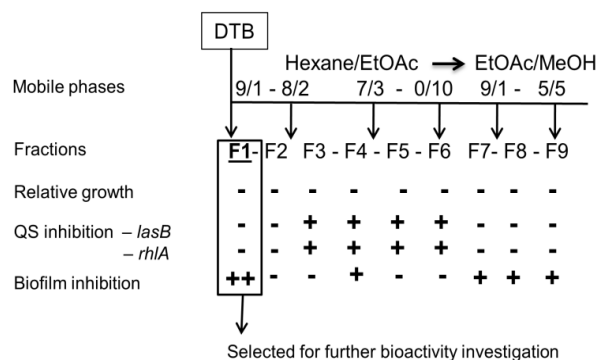 DTB
Hexane/EtOAc → EtOAc/MeOH
Mobile phases 9/1 - 8/2 7/3 - 0/10 9/1 - 5/5
Fractions F1- F2 F3 - F4 - F5 - F6 F7- F8 - F9
Relative growth - - - - - - - - -
QS inhibition – lasB - - + + + + - - -
– rhlA - - + + + + - - -
Biofilm inhibition ++ - - + - - + + +
Selected for further bioactivity investigation